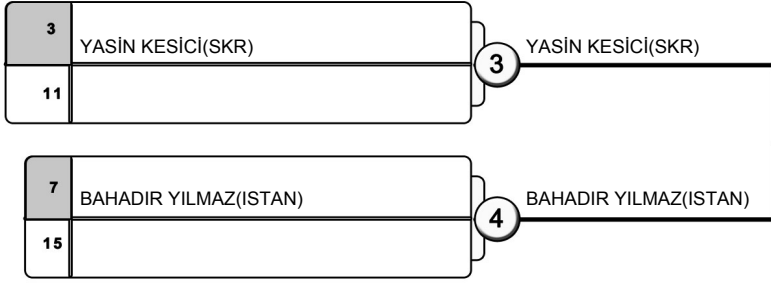 3
YASİN KESİCİ(SKR)
3
YASİN KESİCİ(SKR)
11
7
BAHADIR YILMAZ(ISTAN)
4
BAHADIR YILMAZ(ISTAN)
15